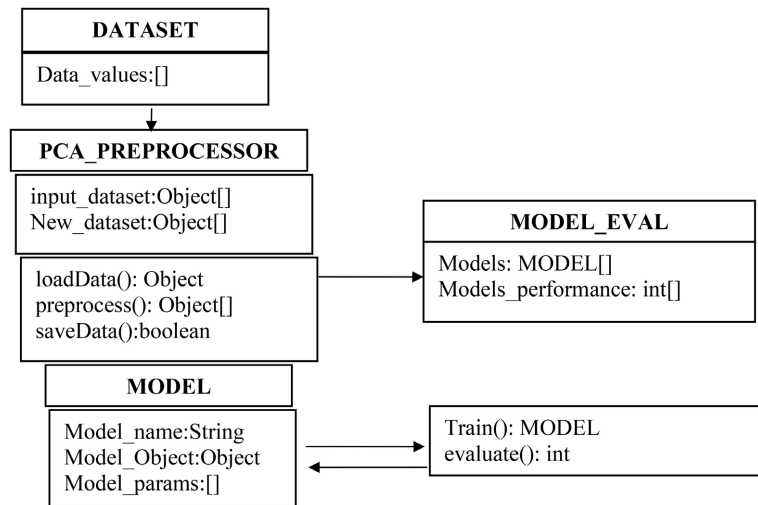 DATASET
Data_values:[]
PCA_PREPROCESSOR
input_dataset:Object[]
New_dataset:Object[]
loadData(): Object
preprocess(): Object[]
saveData():boolean
MODEL_EVAL
Models: MODEL[]
Models_performance: int[]
MODEL
Model_name:String
Model_Object:Object
Model_params:[]
Train(): MODEL
evaluate(): int